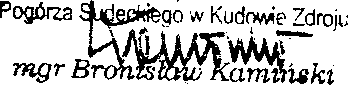 Pogórza Sudeckiego w Kudowie Zdroju
mgr Bronisław Kamiński